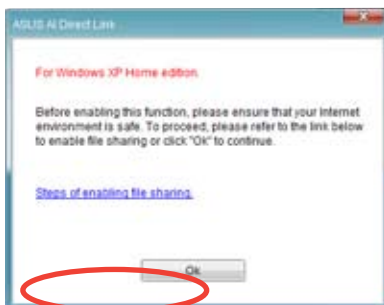 ASUS AI Direct Link
For Windows XP Home edition.
Before enabling this function, please ensure that your Internet
environment is safe. To proceed, please refer to the link below
to enable file sharing or click "Ok" to continue.
Steps of enabling file sharing.
Ok